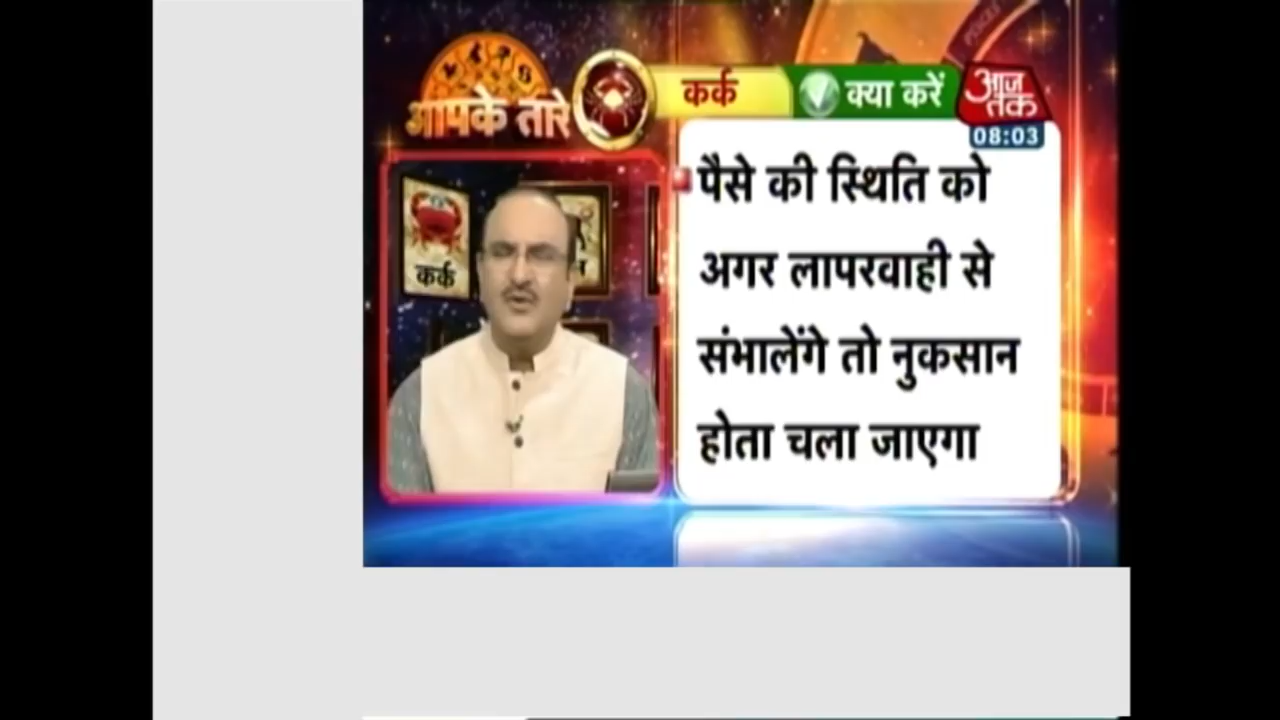 आपके तारे
कर्क
क्या करें
आज
तक
08:03
कर्क
पैसे की स्थिति को
अगर लापरवाही से
संभालेंगे तो नुकसान
होता चला जाएगा